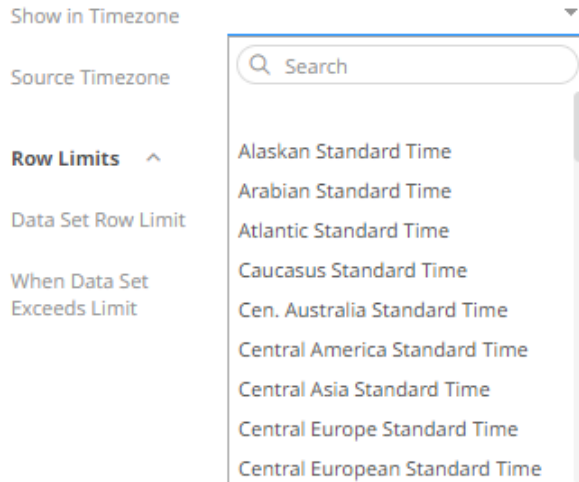 Show in Timezone
Search
Source Timezone
Row Limits
Alaskan Standard Time
Arabian Standard Time
Data Set Row Limit
Atlantic Standard Time
When Data Set
Exceeds Limit
Caucasus Standard Time
Cen. Australia Standard Time
Central America Standard Time
Central Asia Standard Time
Central Europe Standard Time
Central European Standard Time